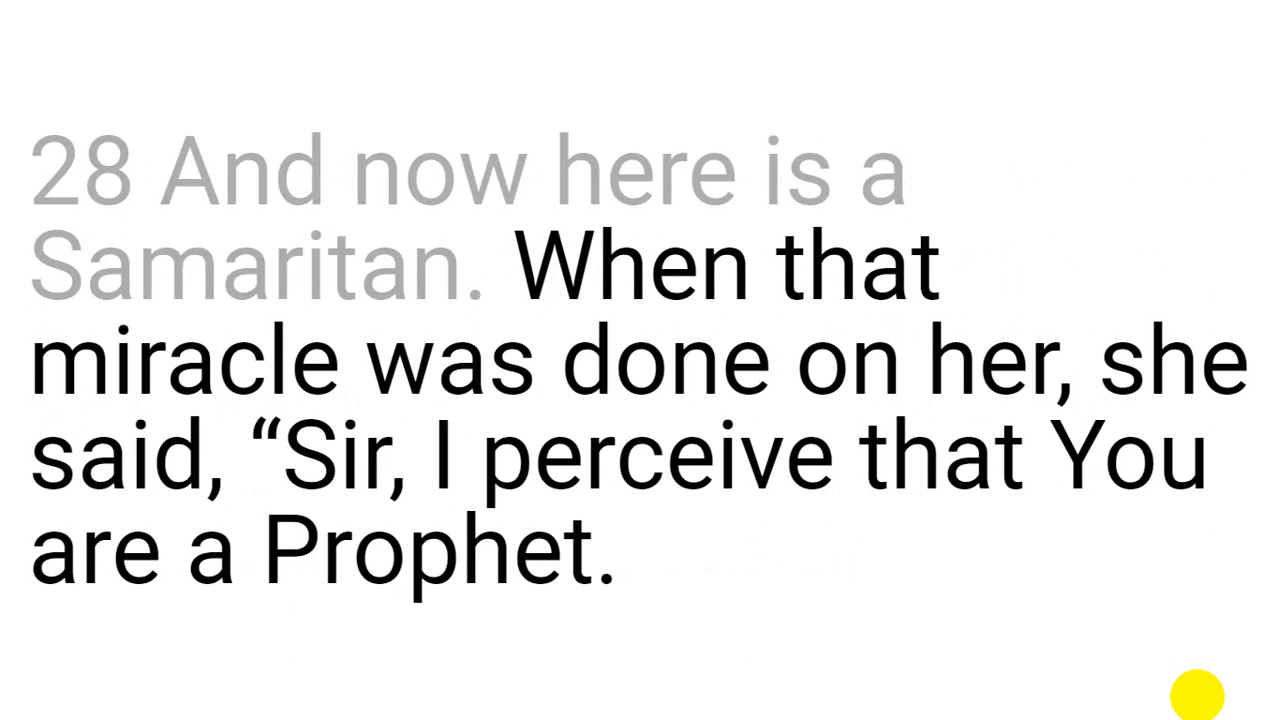 28 And now here is a
Samaritan. When that
miracle was done on her, she
said, “Sir, I perceive that You
are a Prophet.